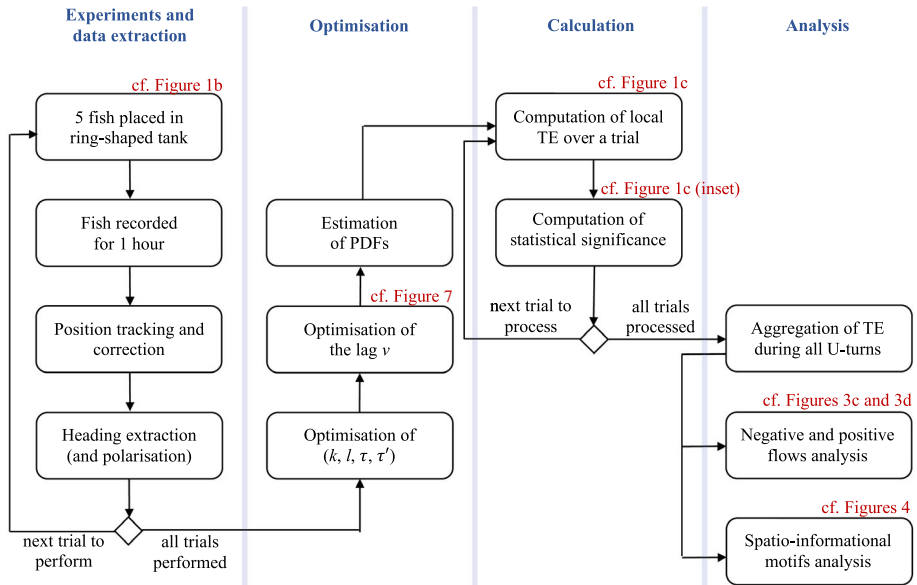 Experiments and
data extraction
Optimisation
Calculation
Analysis
cf. Figure 1b
5 fish placed in
ring-shaped tank
Fish recorded
for 1 hour
Position tracking and
correction
Heading extraction
(and polarisation)
next trial to
perform
all trials
performed
Optimisation of
(k, l, τ, τ′)
cf. Figure 7
Optimisation of
the lag v
Estimation
of PDFs
cf. Figure 1c
Computation of local
TE over a trial
cf. Figure 1c (inset)
Computation of
statistical significance
next trial to
process
all trials
processed
Aggregation of TE
during all U-turns
cf. Figures 3c and 3d
Negative and positive
flows analysis
cf. Figures 4
Spatio-informational
motifs analysis